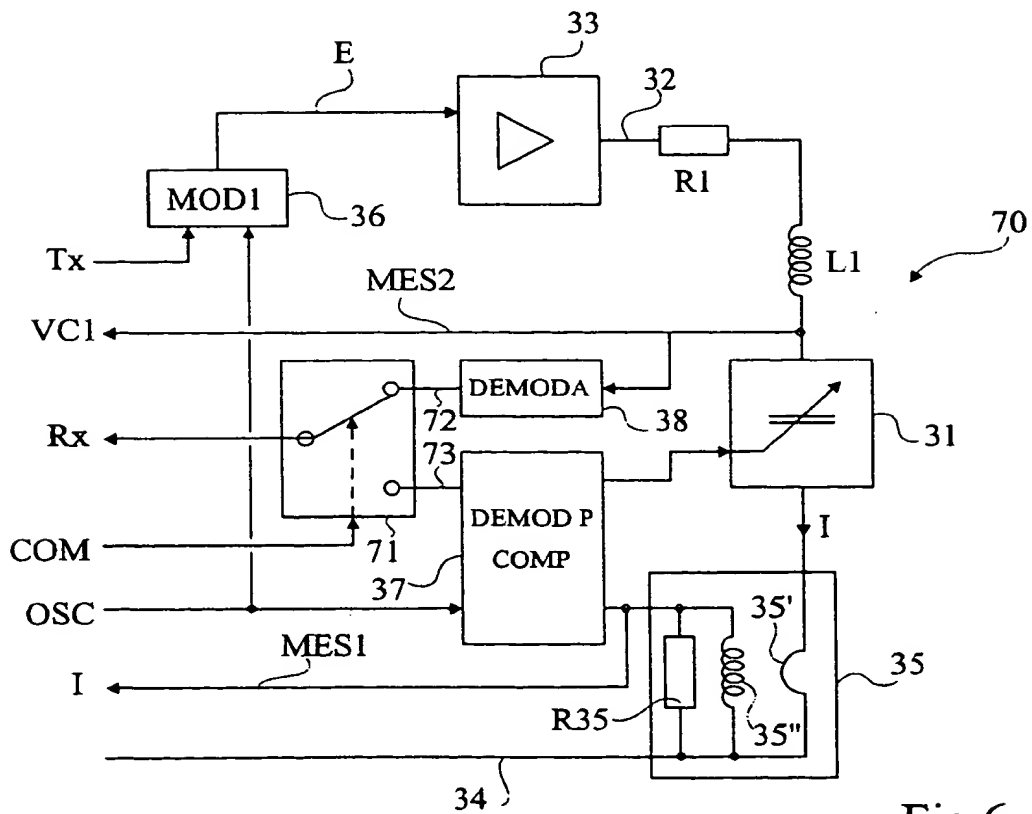 33
E
32
R1
MOD1
36
Tx
L1
70
MES2
VC1
DEMODA
72
38
Rx
31
73
DEMOD P
COMP
I
COM
71
37
OSC
35'
MES1
35
I
R35
35"
34